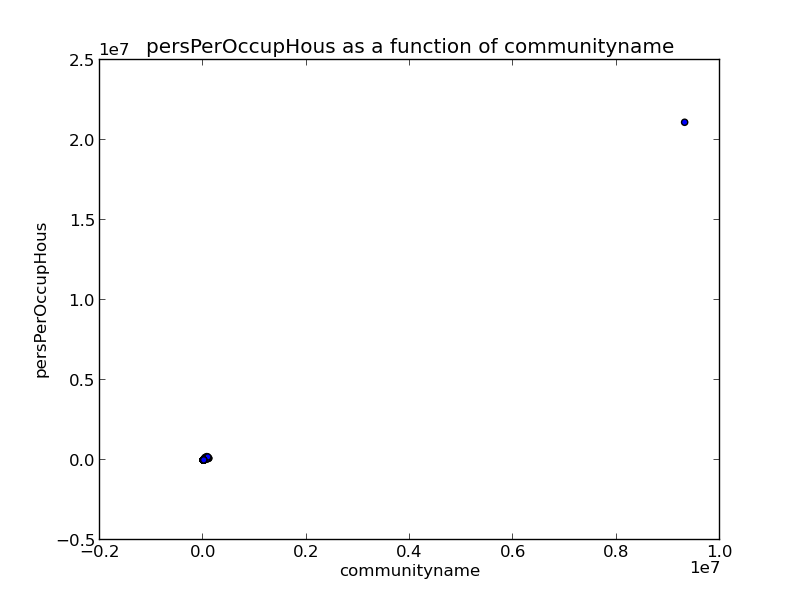 persPerOccupHous as a function of communityname
1e7
2.5
2.0
1.5
1.0
0.5
0.0
−0.5
persPerOccupHous
−0.2
0.0
0.2
0.4
0.6
0.8
1.0
1e7
communityname